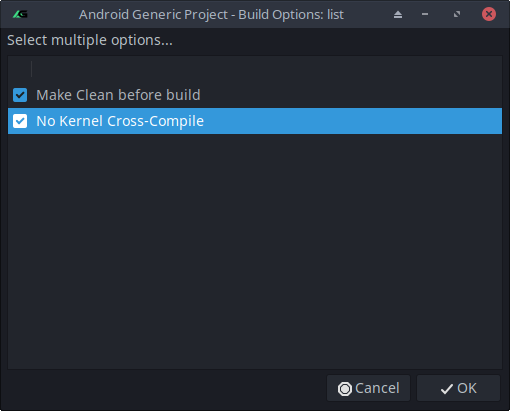 Android Generic Project - Build Options: list
Select multiple options...
Make Clean before build
No Kernel Cross-Compile
Cancel
OK